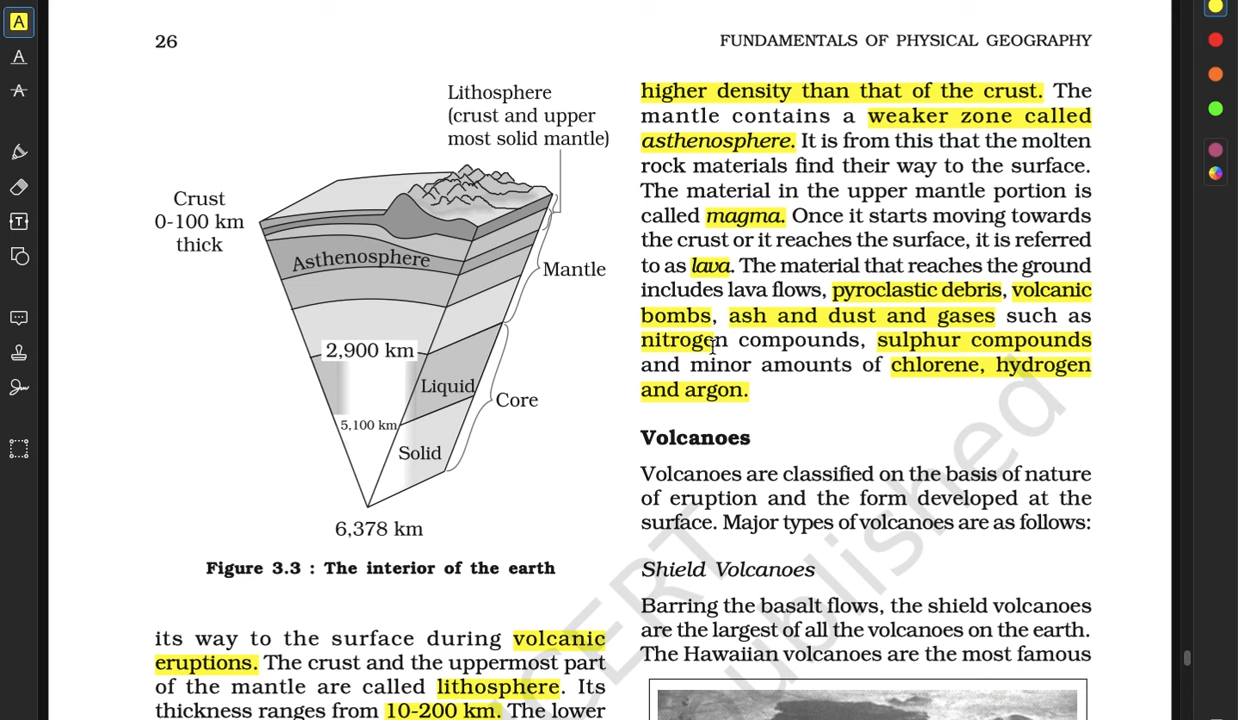 26
FUNDAMENTALS OF PHYSICAL GEOGRAPHY
Lithosphere
(crust and upper
most solid mantle)
Crust
0-100 km
thick
Asthenosphere
Mantle
2,900 km
Liquid
Core
5,100 km
Solid
6,378 km
Figure 3.3 : The interior of the earth
its way to the surface during volcanic
eruptions. The crust and the uppermost part
of the mantle are called lithosphere. Its
thickness ranges from 10-200 km. The lower
higher density than that of the crust. The
mantle contains a weaker zone called
asthenosphere. It is from this that the molten
rock materials find their way to the surface.
The material in the upper mantle portion is
called magma. Once it starts moving towards
the crust or it reaches the surface, it is referred
to as lava. The material that reaches the ground
includes lava flows, pyroclastic debris, volcanic
bombs, ash and dust and gases such as
nitrogen compounds, sulphur compounds
and minor amounts of chlorene, hydrogen
and argon.
Volcanoes
Volcanoes are classified on the basis of nature
of eruption and the form developed at the
surface. Major types of volcanoes are as follows:
Shield Volcanoes
Barring the basalt flows, the shield volcanoes
are the largest of all the volcanoes on the earth.
The Hawaiian volcanoes are the most famous